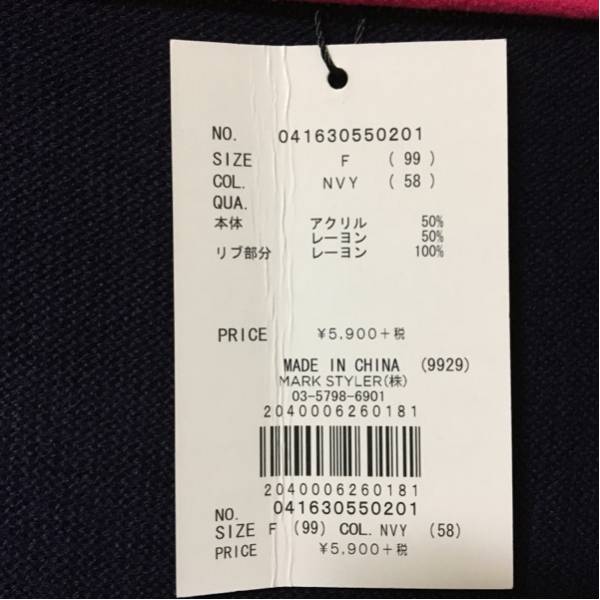 NO. 041630550201
SIZE F (99)
COL. NVY (58)
QUA.
本体 アクリル 50%
レーヨン 50%
リブ部分 レーヨン 100%
PRICE ¥5,900+税
MADE IN CHINA (9929)
MARK STYLER(株)
03-5798-6901
2040006260181
2040006260181
NO. 041630550201
SIZE F (99) COL. NVY (58)
PRICE ¥5,900+税